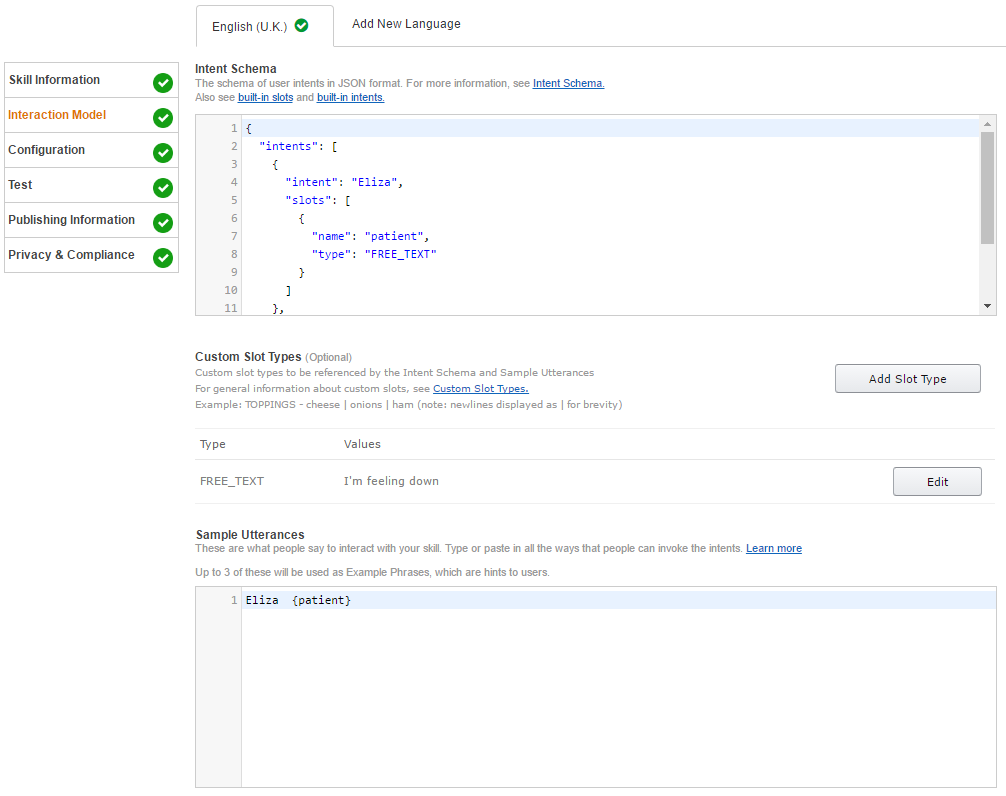 English (U.K.)
Add New Language
Skill Information
Interaction Model
Configuration
Test
Publishing Information
Privacy & Compliance
Intent Schema
The schema of user intents in JSON format. For more information, see Intent Schema.
Also see built-in slots and built-in intents.
1 {
2 "intents": [
3 {
4 "intent": "Eliza",
5 "slots": [
6 {
7 "name": "patient",
8 "type": "FREE_TEXT"
9 }
10 ]
11 },
Custom Slot Types (Optional)
Custom slot types to be referenced by the Intent Schema and Sample Utterances
For general information about custom slots, see Custom Slot Types.
Example: TOPPINGS - cheese | onions | ham (note: newlines displayed as | for brevity)
Add Slot Type
Type Values
FREE_TEXT I'm feeling down
Edit
Sample Utterances
These are what people say to interact with your skill. Type or paste in all the ways that people can invoke the intents. Learn more
Up to 3 of these will be used as Example Phrases, which are hints to users.
1 Eliza  {patient}